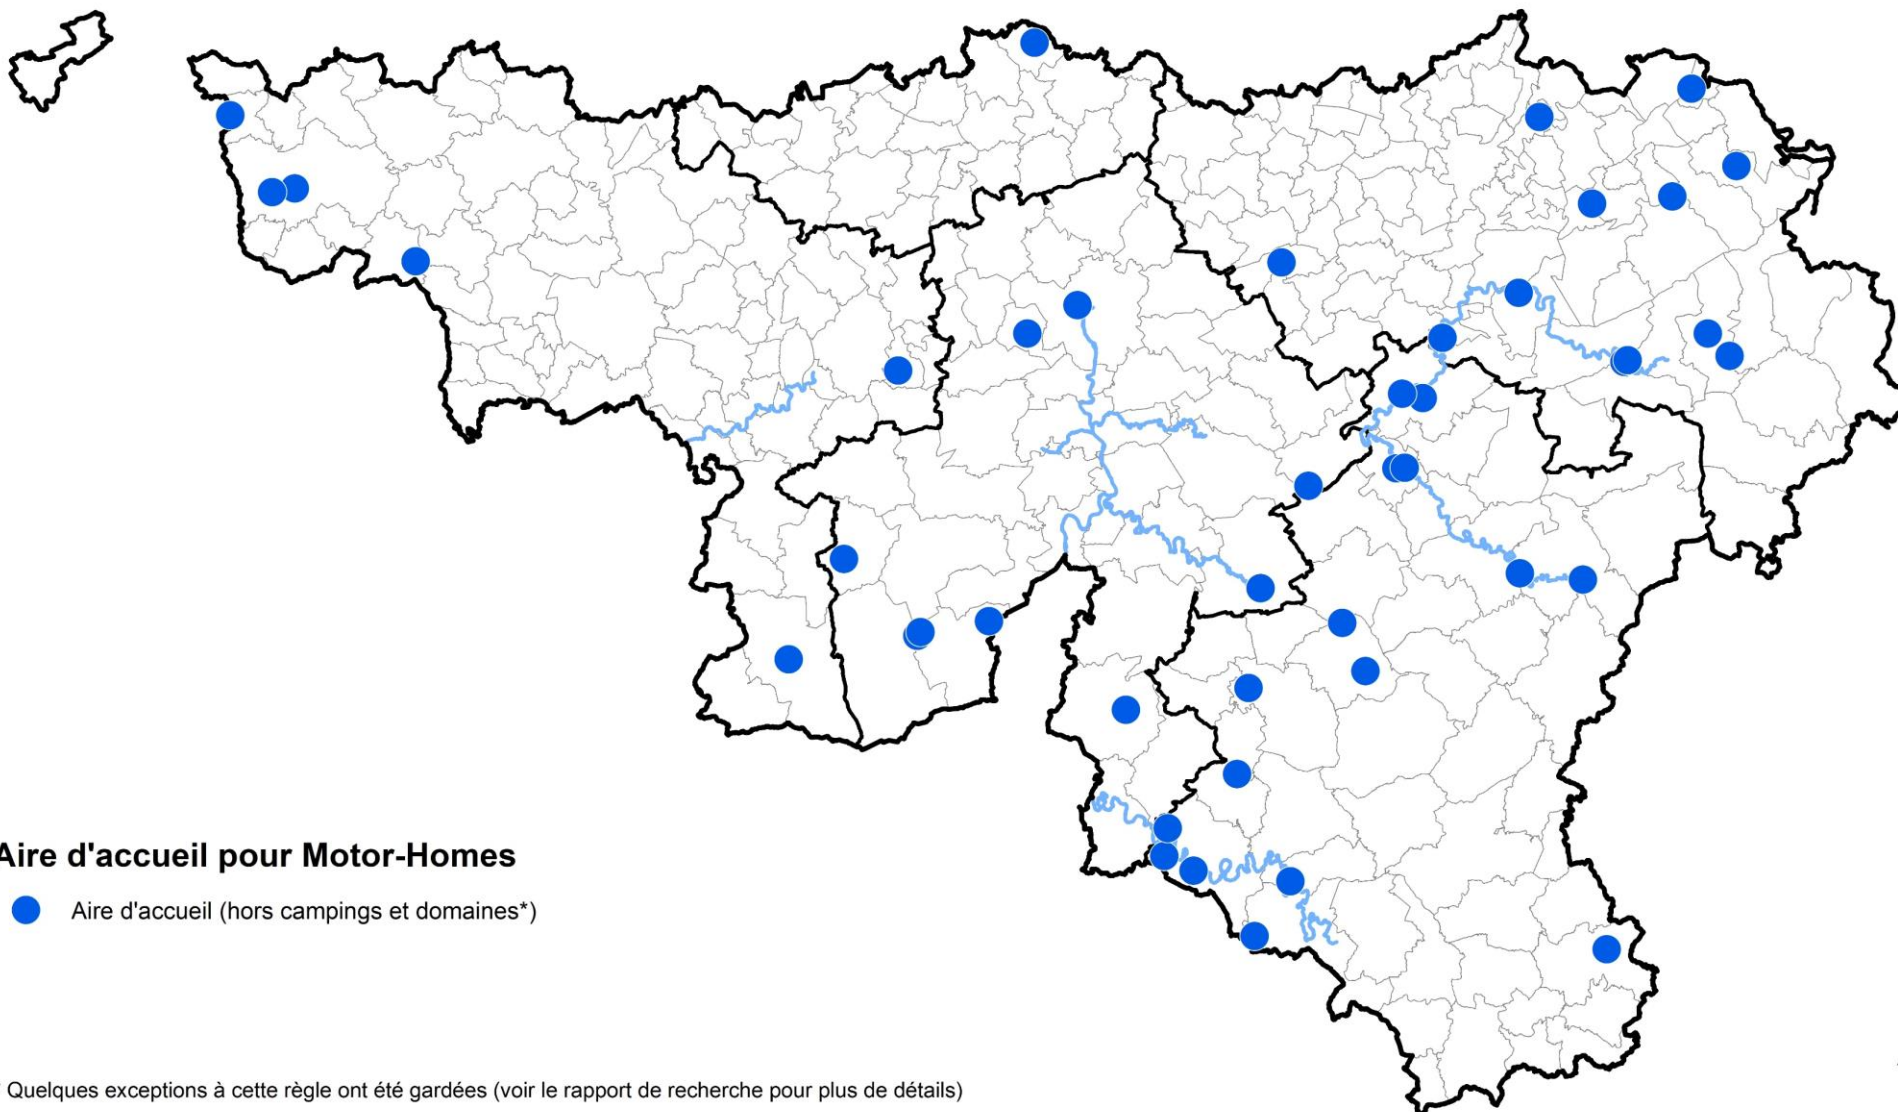 Aire d'accueil pour Motor-Homes
Aire d'accueil (hors campings et domaines*)
Quelques exceptions à cette règle ont été gardées (voir le rapport de recherche pour plus de détails)